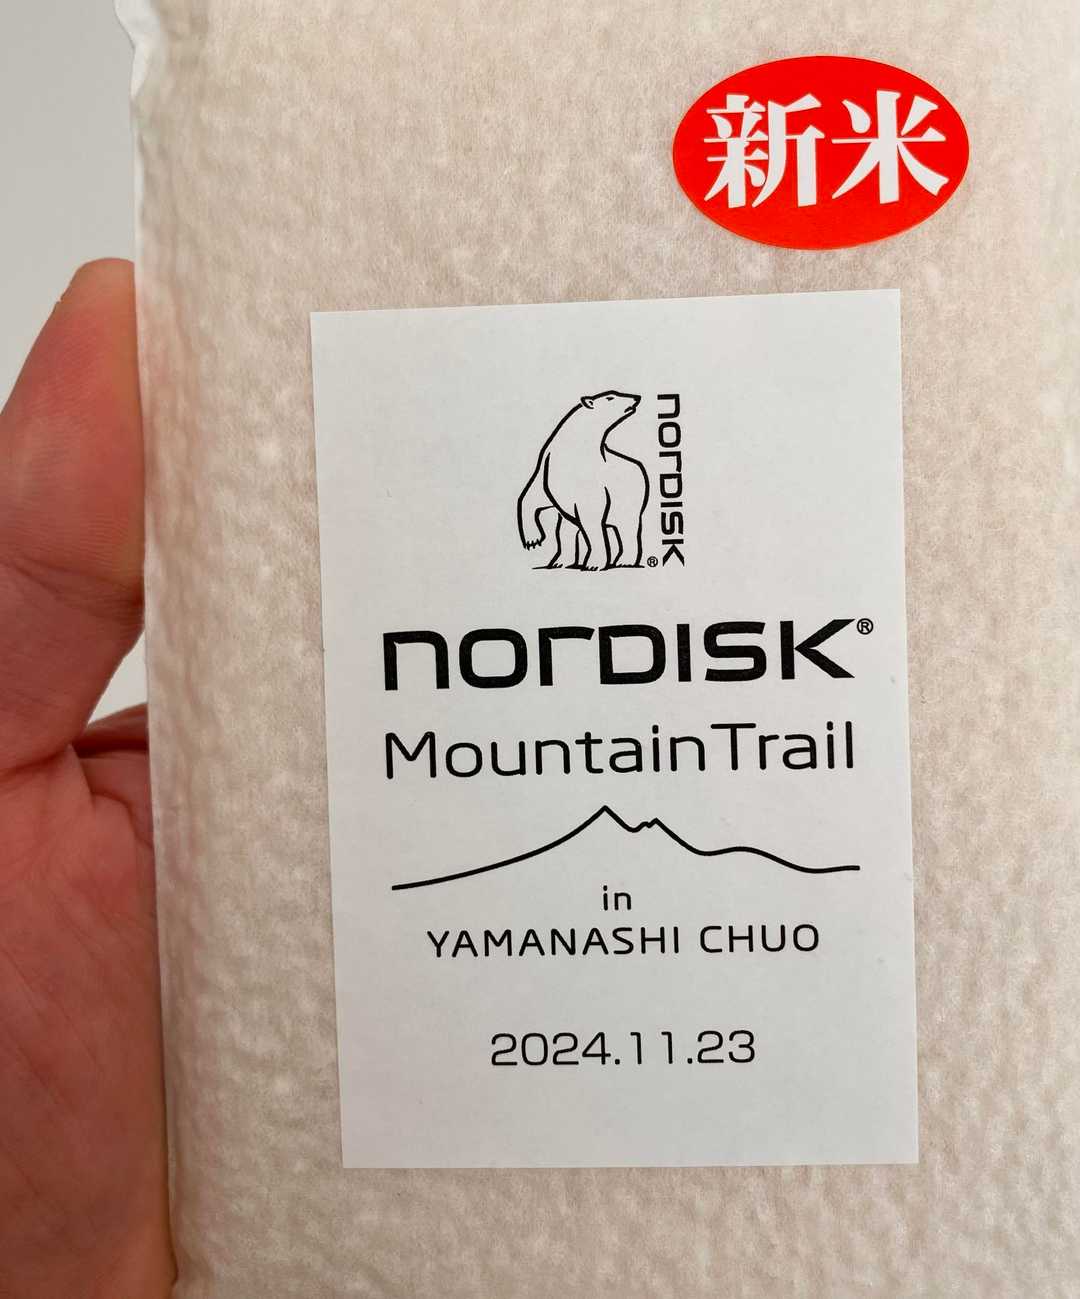 新米
nORDISK
®
nORDISK®
MountainTrail
in
YAMANASHI CHUO
2024.11.23